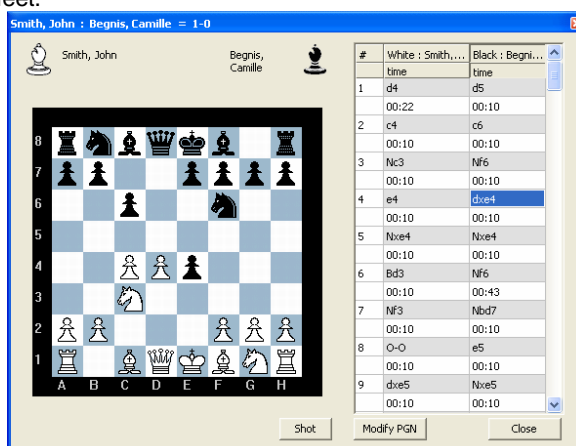 eet.
Smith, John : Begnis, Camille = 1-0
Smith, John
Begnis,
Camille
8
7
6
5
4
3
2
1
A B C D E F G H
Shot
# White : Smith,... Black : Begni...
time time
1 d4 d5
00:22 00:10
2 c4 c6
00:10 00:10
3 Nc3 Nf6
00:10 00:10
4 e4 dxe4
00:10 00:10
5 Nxe4 Nxe4
00:10 00:10
6 Bd3 Nf6
00:10 00:43
7 Nf3 Nbd7
00:10 00:10
8 O-O e5
00:10 00:10
9 dxe5 Nxe5
00:10 00:10
Modify PGN Close